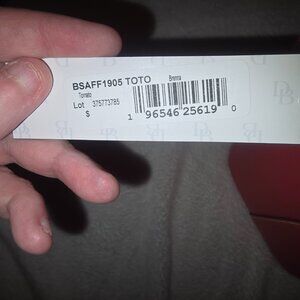 BSAFF1905 TOTO Brenna
Tomato
Lot 375773785
$
1 96546 25619 0